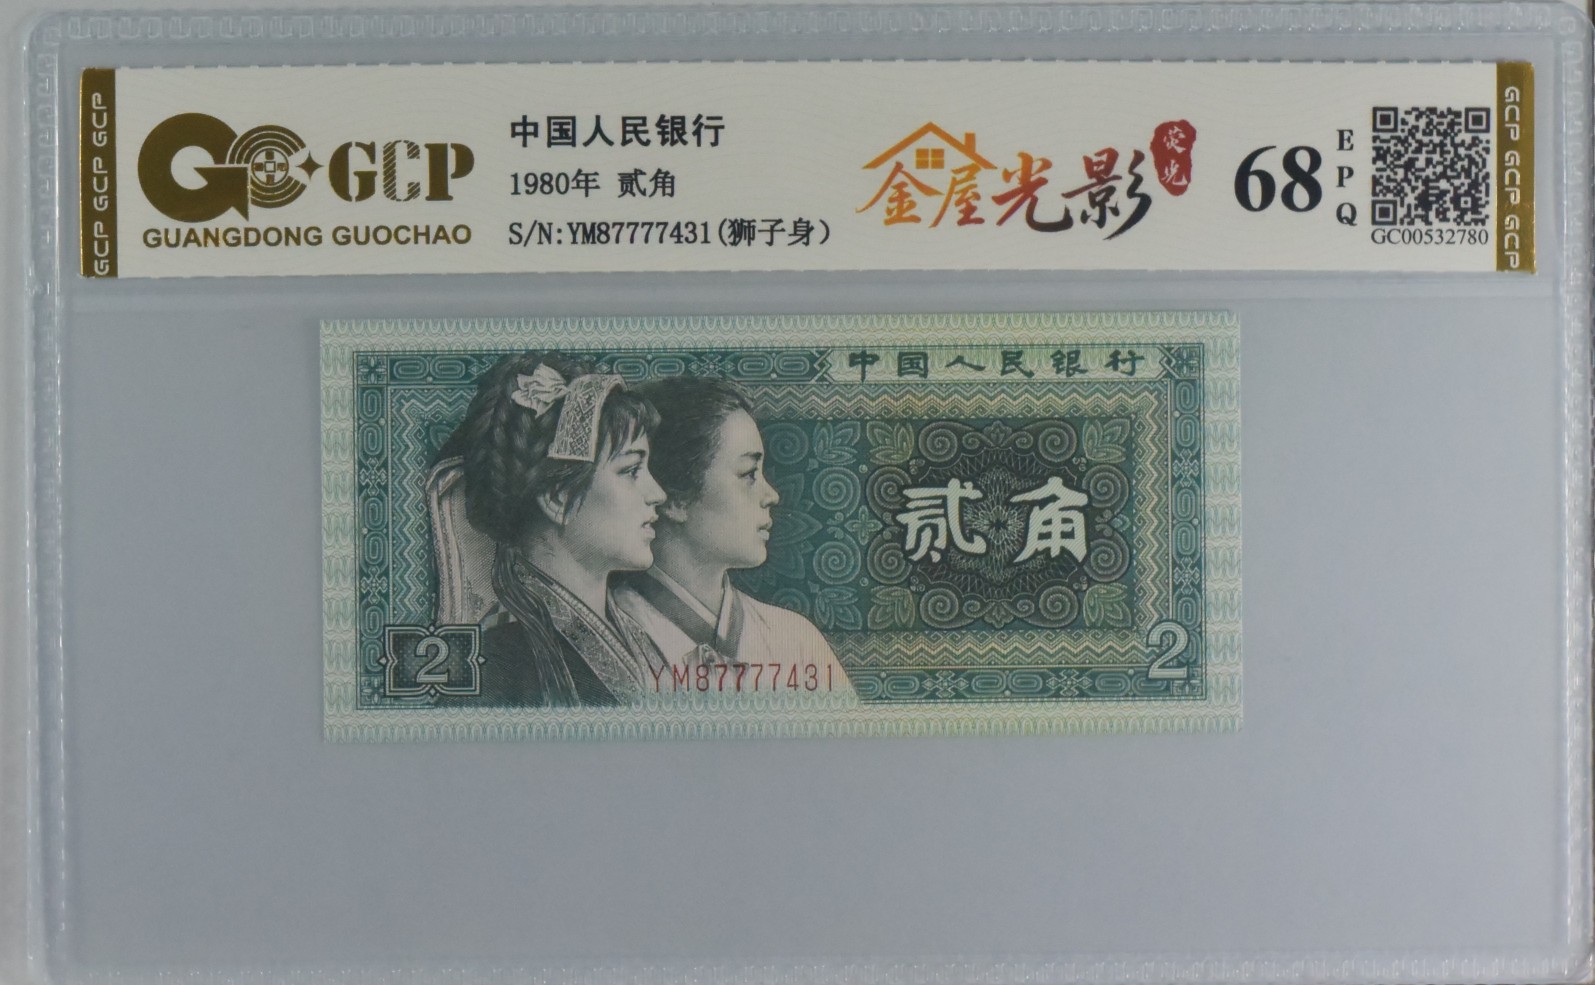 GCP GCP GCP
GCP
GUANGDONG GUOCHAO
中国人民银行
1980年 贰角
S/N:YM87777431(狮子身)
金屋光影
荧光
68
EPQ
GC00532780
GCP GCP GCP GCP
中国人民银行
贰角
2
YM87777431
2